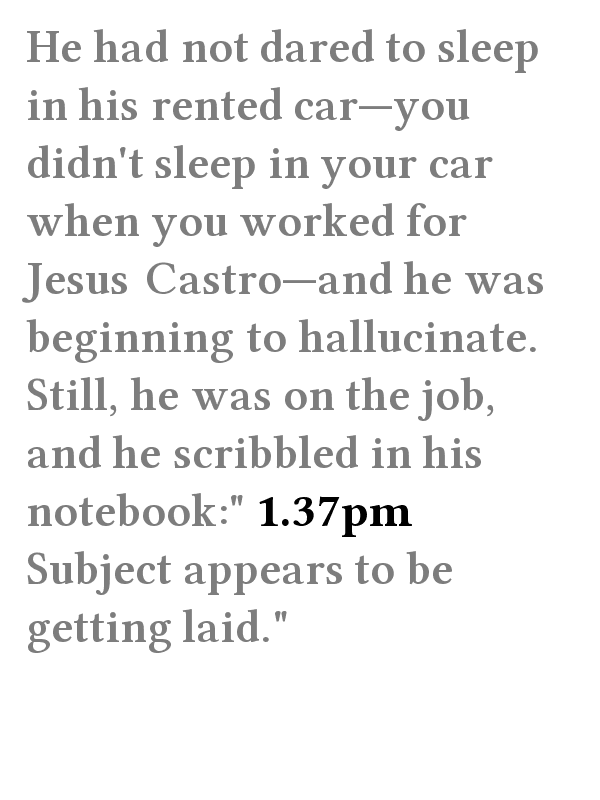 He had not dared to sleep
in his rented car—you
didn't sleep in your car
when you worked for
Jesus Castro—and he was
beginning to hallucinate.
Still, he was on the job,
and he scribbled in his
notebook:" 1.37pm
Subject appears to be
getting laid."